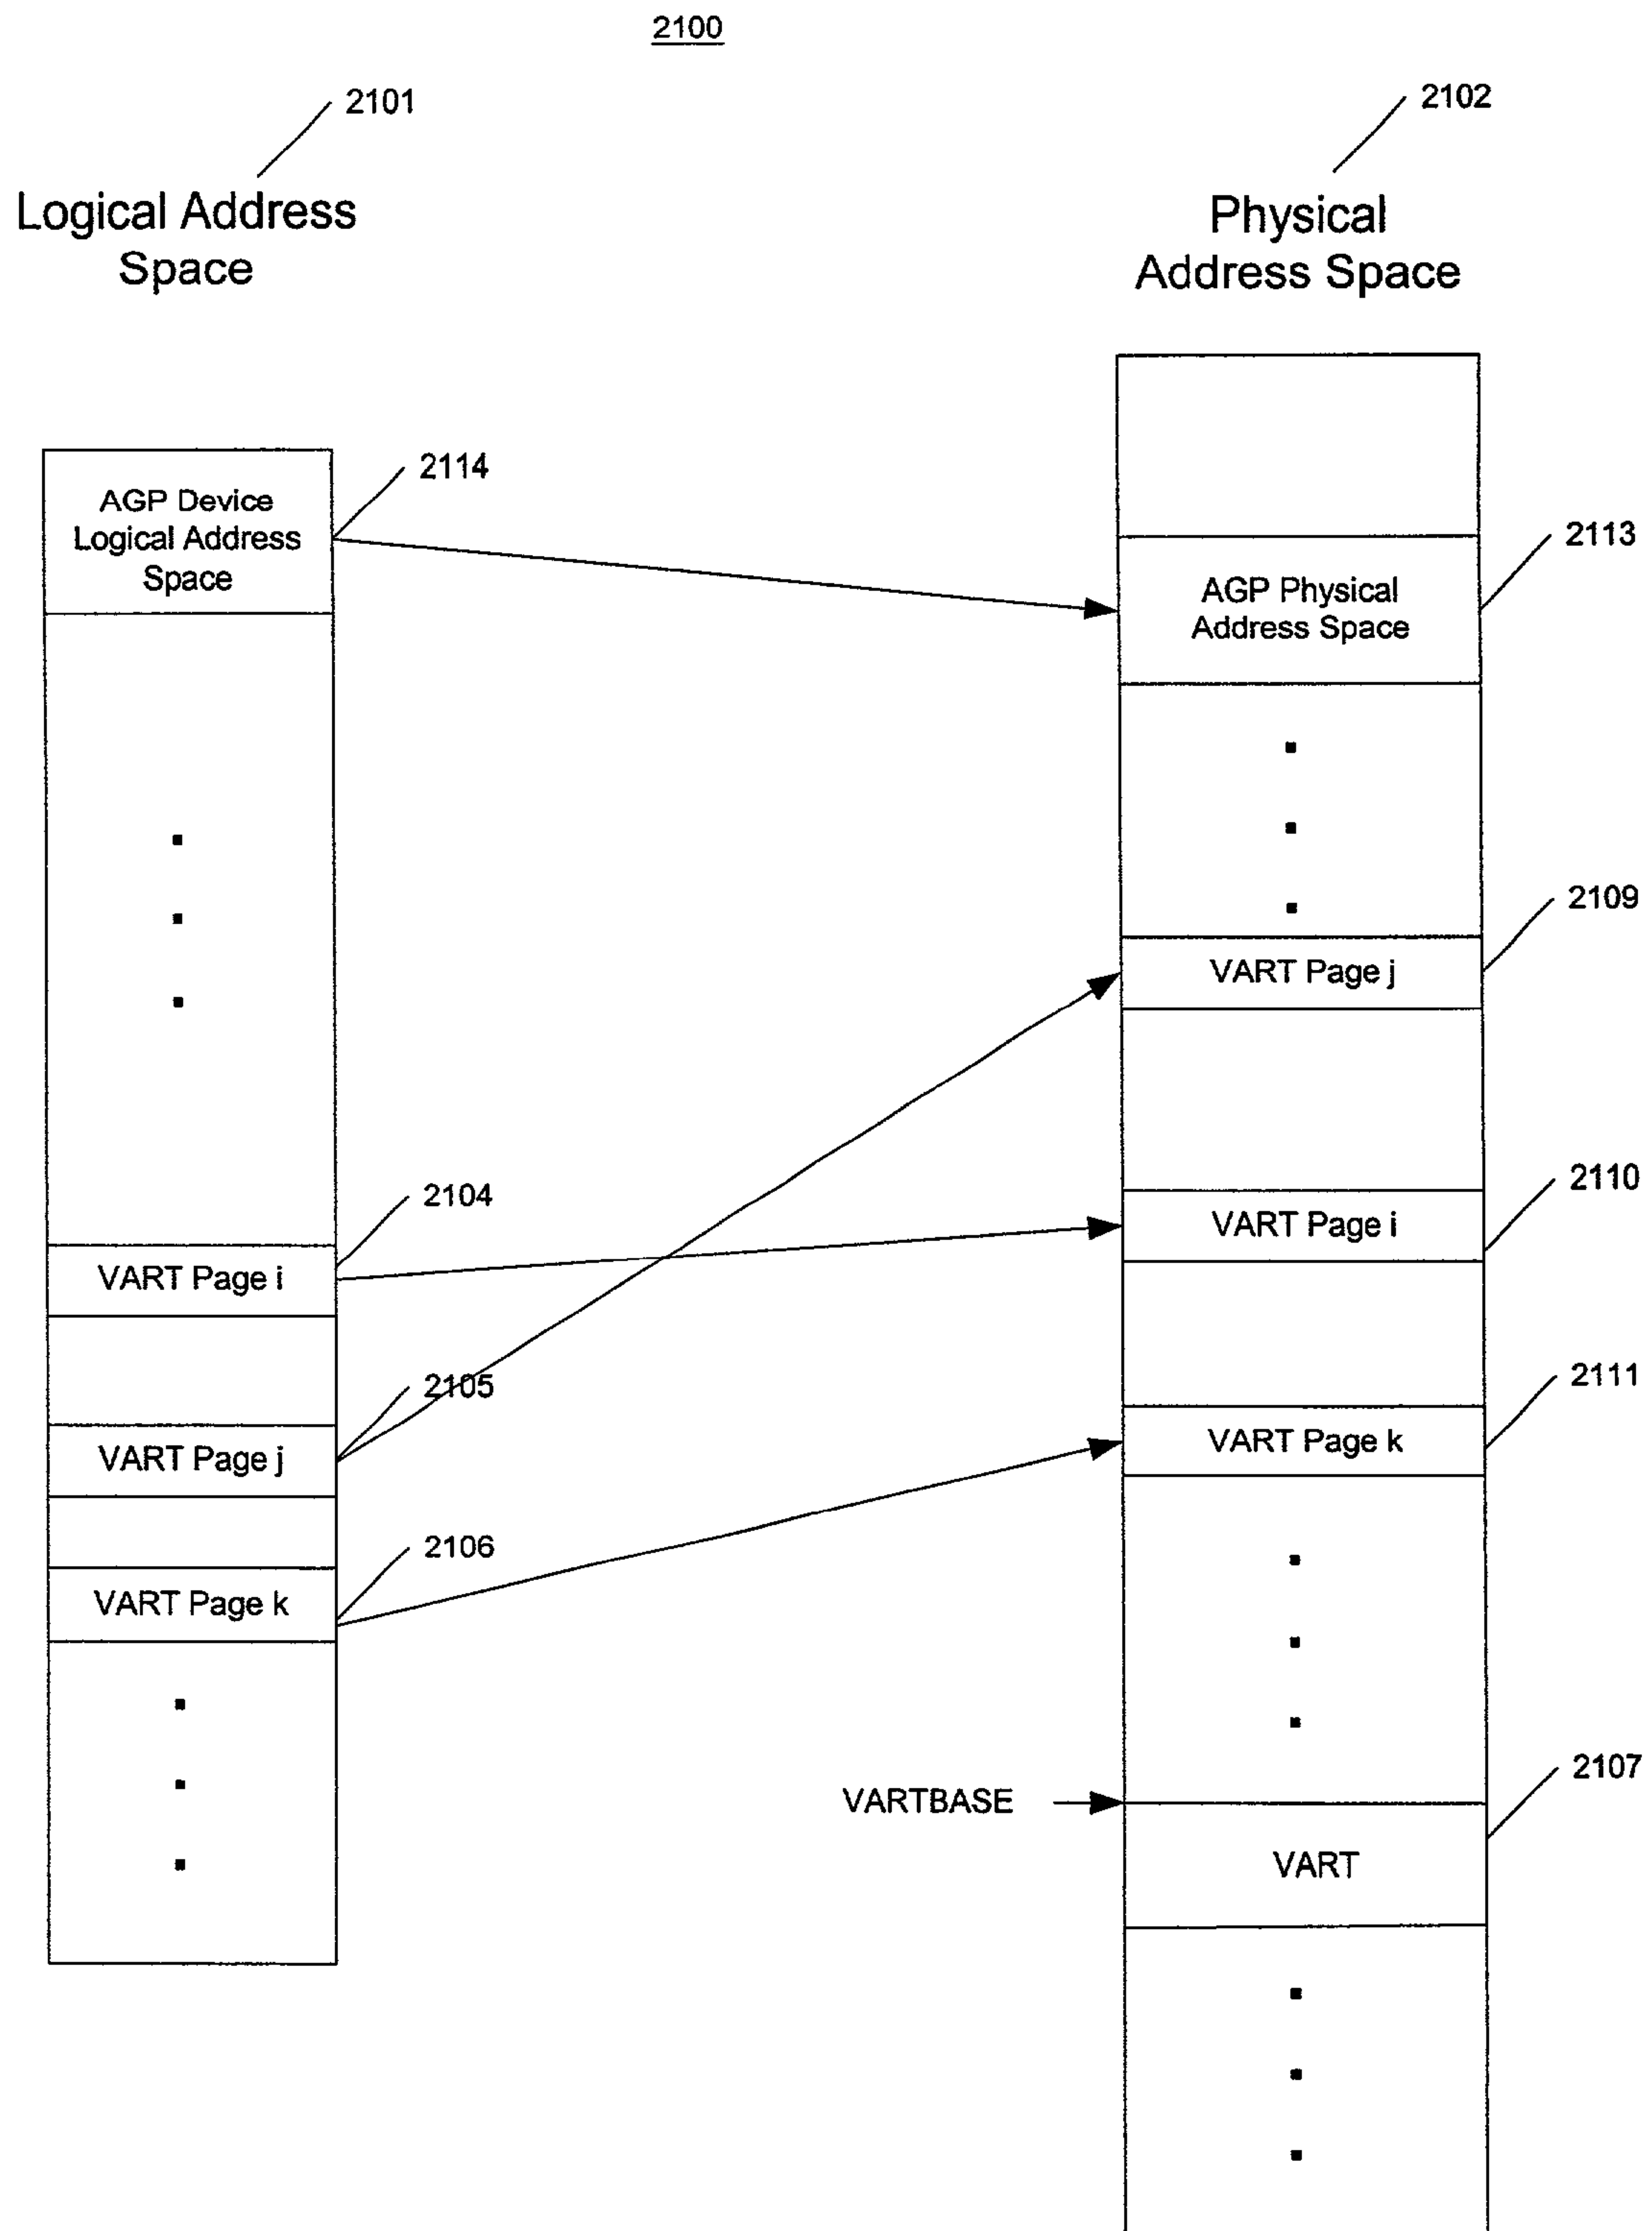 2100
2101
2102
Logical Address
Space
Physical
Address Space
2114
AGP Device
Logical Address
Space
2113
AGP Physical
Address Space
2109
VART Page j
2104
2110
VART Page i
VART Page i
2105
2111
VART Page j
VART Page k
2106
VART Page k
2107
VARTBASE
VART